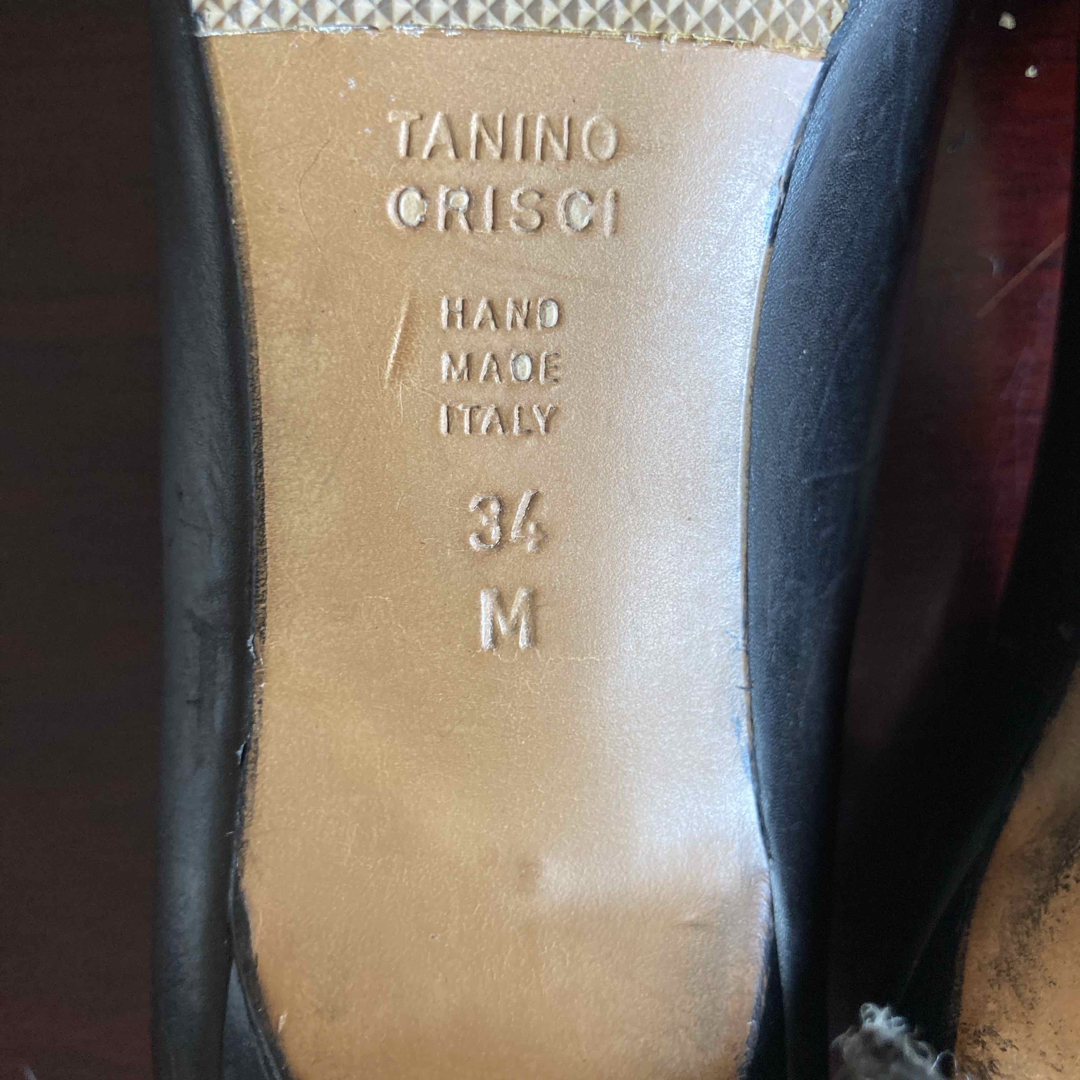 TANINO
CRISCI
HAND
MADE
ITALY
34
M